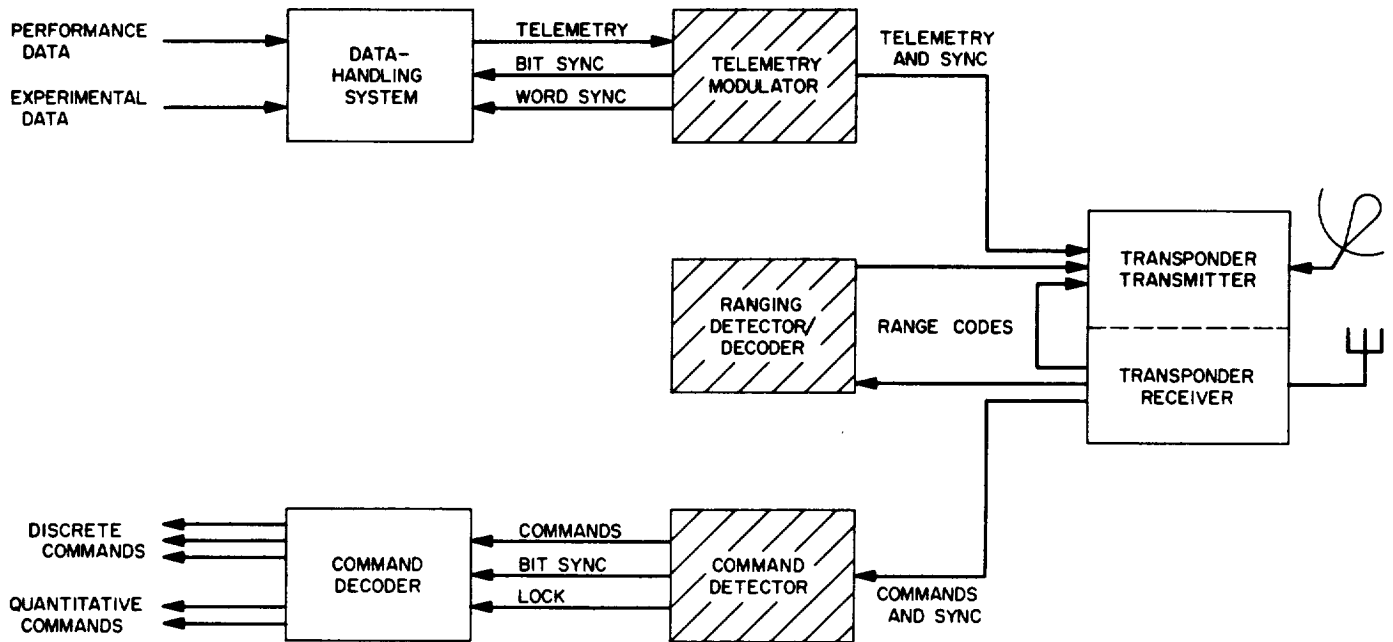 PERFORMANCE
DATA
EXPERIMENTAL
DATA
DATA-
HANDLING
SYSTEM
TELEMETRY
BIT SYNC
WORD SYNC
TELEMETRY
MODULATOR
TELEMETRY
AND SYNC
RANGING
DETECTOR/
DECODER
RANGE CODES
TRANSPONDER
TRANSMITTER
TRANSPONDER
RECEIVER
DISCRETE
COMMANDS
QUANTITATIVE
COMMANDS
COMMAND
DECODER
COMMANDS
BIT SYNC
LOCK
COMMAND
DETECTOR
COMMANDS
AND SYNC